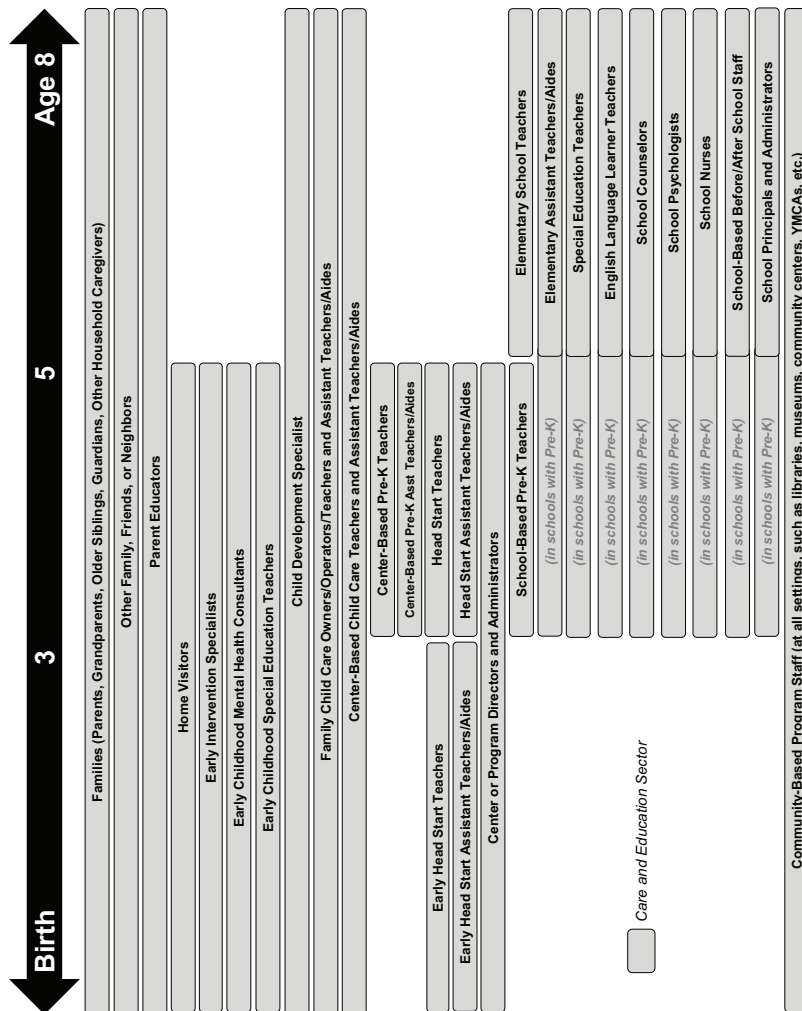 Birth 3 5 Age 8
Families (Parents, Grandparents, Older Siblings, Guardians, Other Household Caregivers)
Other Family, Friends, or Neighbors
Parent Educators
Home Visitors
Early Intervention Specialists
Early Childhood Mental Health Consultants
Early Childhood Special Education Teachers
Child Development Specialist
Family Child Care Owners/Operators/Teachers and Assistant Teachers/Aides
Center-Based Child Care Teachers and Assistant Teachers/Aides
Center-Based Pre-K Teachers
Center-Based Pre-K Asst Teachers/Aides
Early Head Start Teachers Head Start Teachers
Early Head Start Assistant Teachers/Aides Head Start Assistant Teachers/Aides
Center or Program Directors and Administrators
School-Based Pre-K Teachers Elementary School Teachers
(in schools with Pre-K) Elementary Assistant Teachers/Aides
(in schools with Pre-K) Special Education Teachers
(in schools with Pre-K) English Language Learner Teachers
(in schools with Pre-K) School Counselors
(in schools with Pre-K) School Psychologists
(in schools with Pre-K) School Nurses
(in schools with Pre-K) School-Based Before/After School Staff
(in schools with Pre-K) School Principals and Administrators
Care and Education Sector
Community-Based Program Staff (at all settings, such as libraries, museums, community centers, YMCAs, etc.)